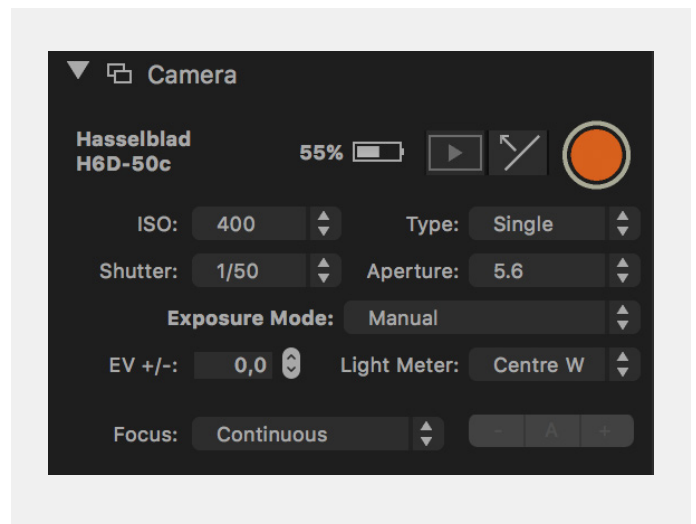 Camera
Hasselblad
H6D-50c
55%
ISO: 400 Type: Single
Shutter: 1/50 Aperture: 5.6
Exposure Mode: Manual
EV +/-: 0,0 Light Meter: Centre W
Focus: Continuous - A +